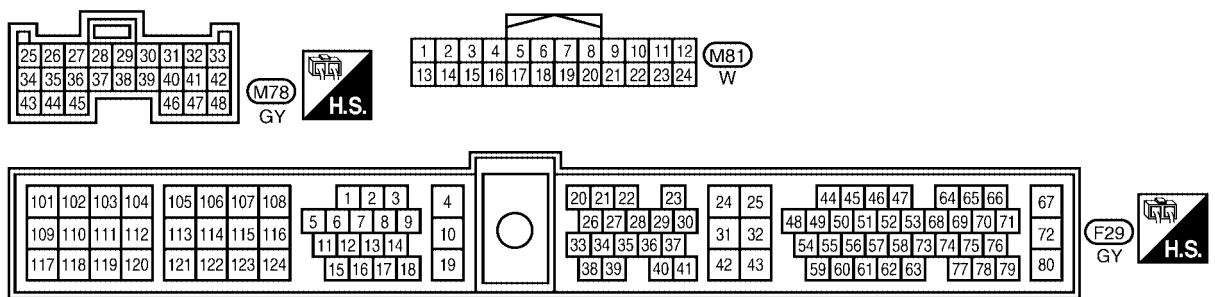 25 26 27 28 29 30 31 32 33
34 35 36 37 38 39 40 41 42
43 44 45 46 47 48
M78
GY
H.S.
1 2 3 4 5 6 7 8 9 10 11 12
13 14 15 16 17 18 19 20 21 22 23 24
M81
W
101 102 103 104 105 106 107 108 1 2 3 4 20 21 22 23 24 25 44 45 46 47 64 65 66 67
5 6 7 8 9 26 27 28 29 30 48 49 50 51 52 53 68 69 70 71
109 110 111 112 113 114 115 116 10 31 32 72
11 12 13 14 33 34 35 36 37 54 55 56 57 58 73 74 75 76
117 118 119 120 121 122 123 124 15 16 17 18 19 38 39 40 41 42 43 59 60 61 62 63 77 78 79 80
F29
GY
H.S.